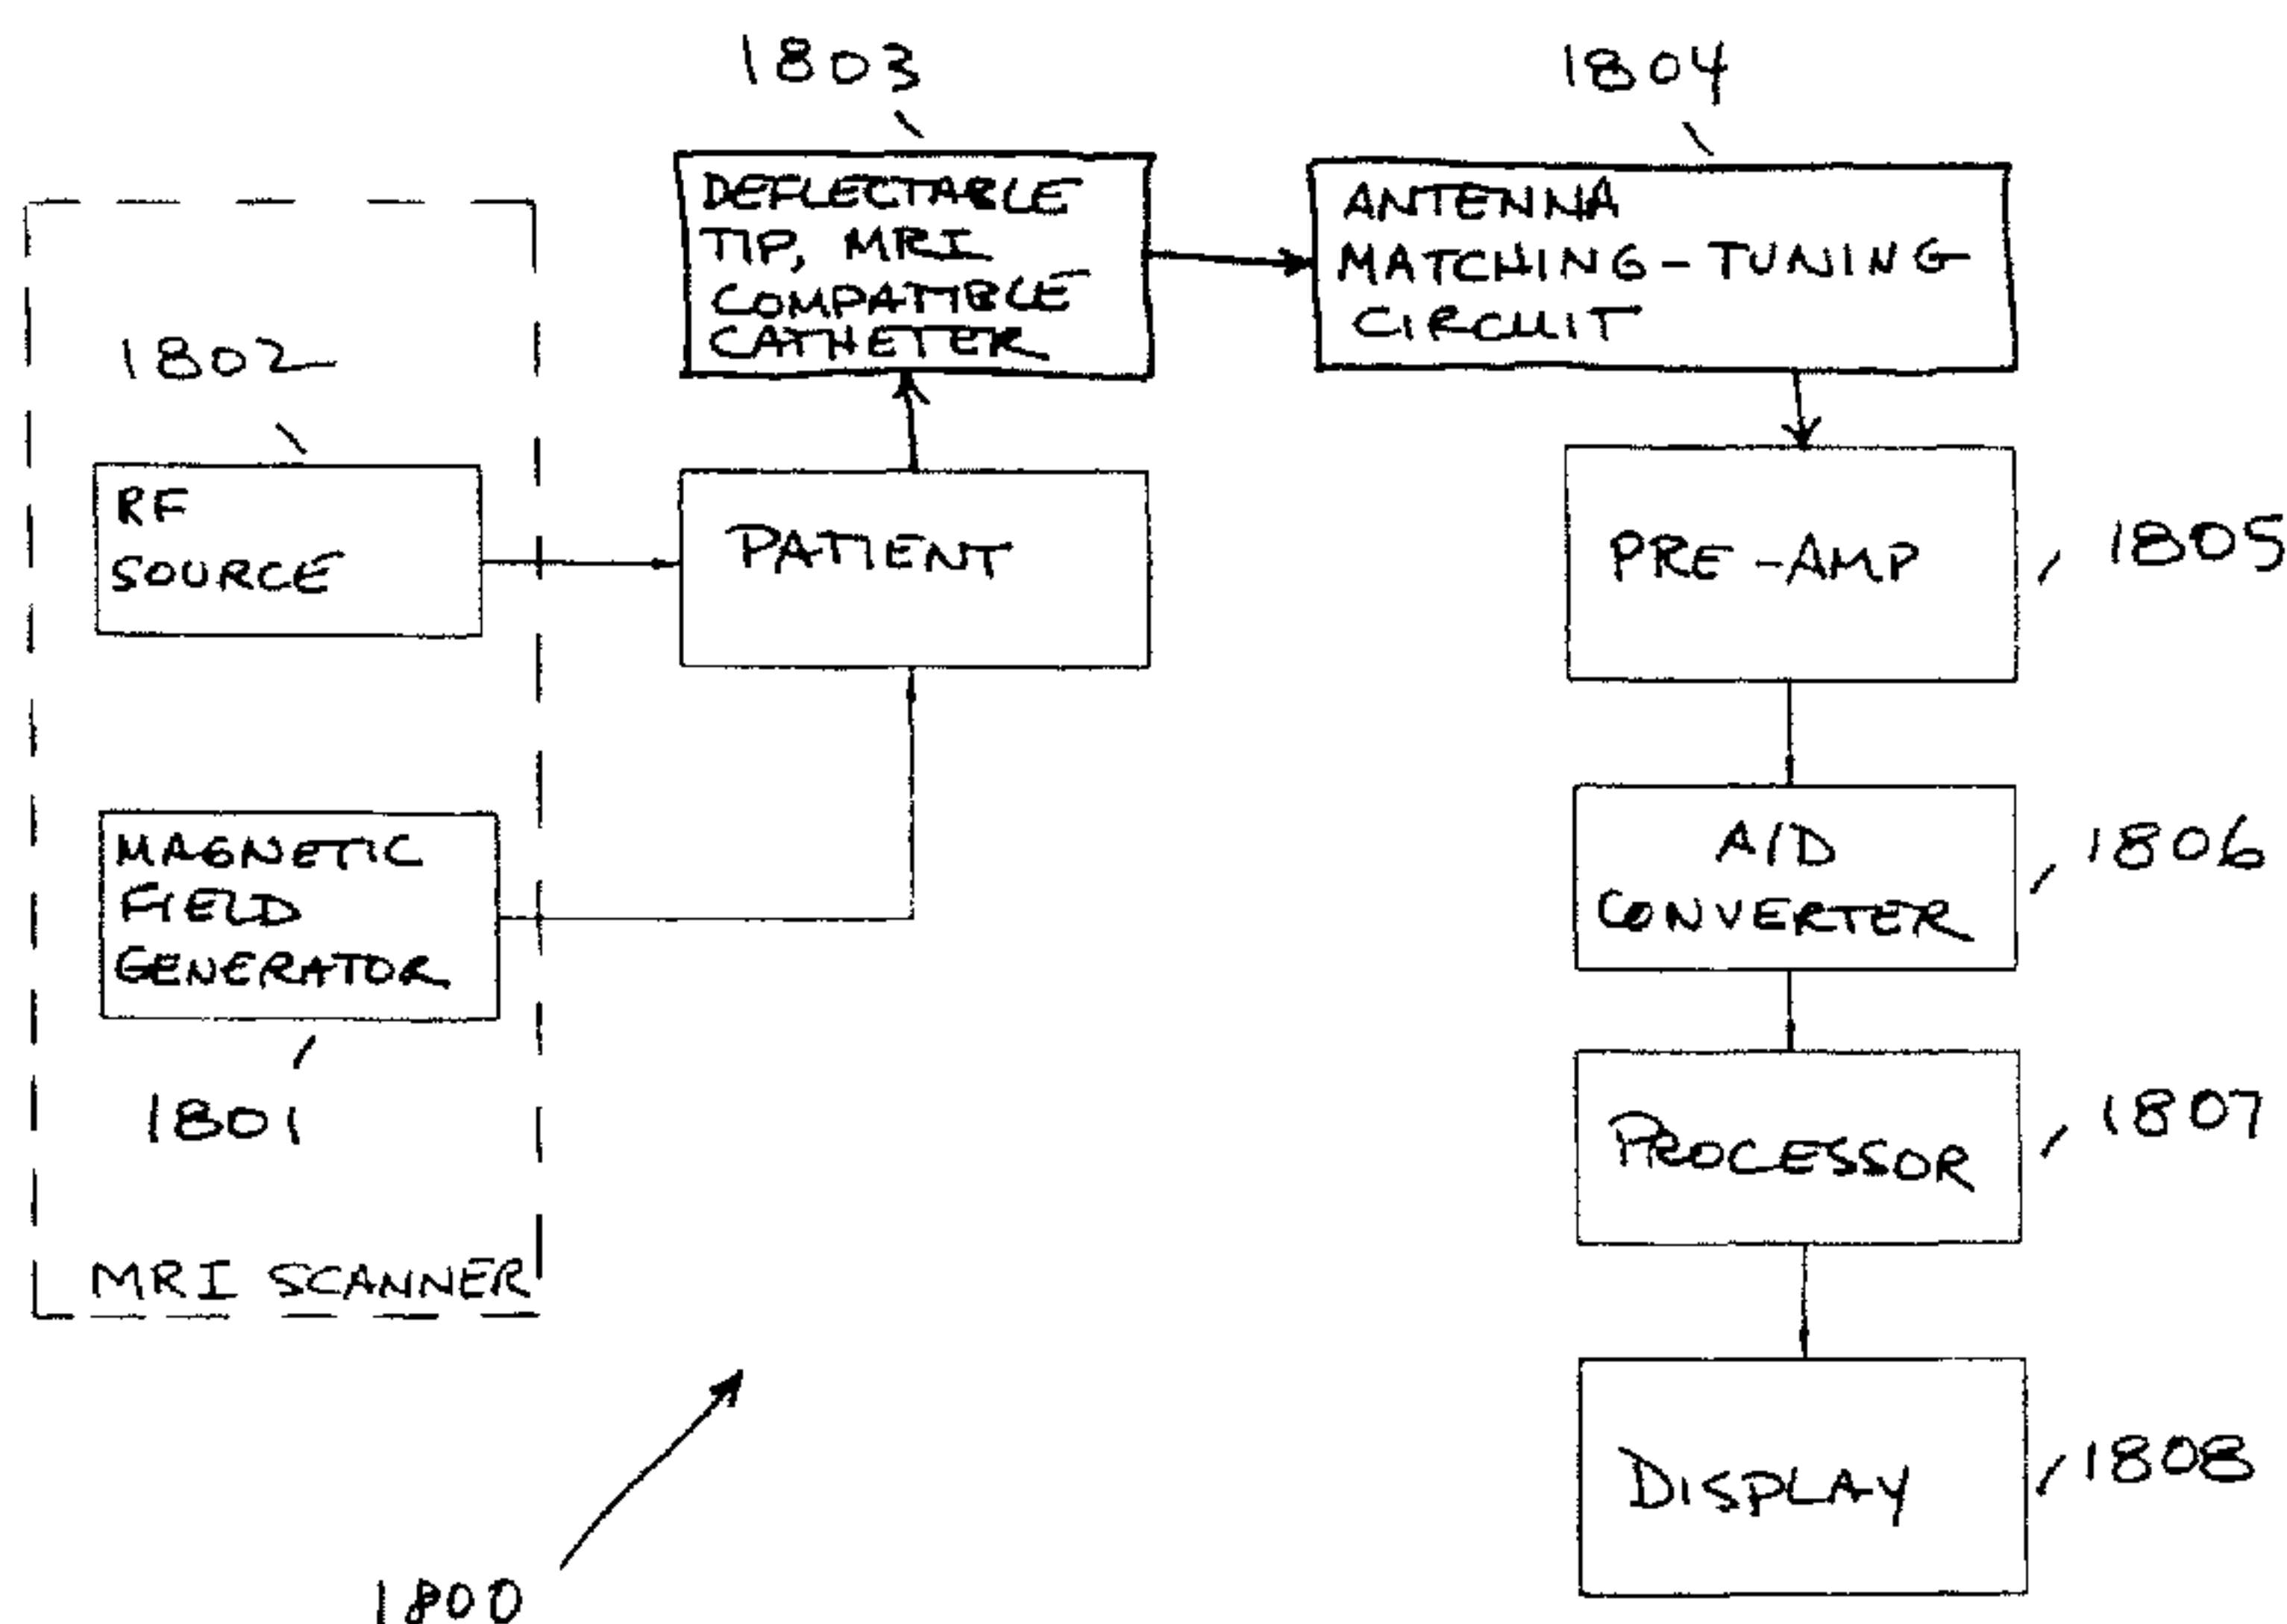 1803
1804
DEFLECTABLE
TIP, MRI
COMPATIBLE
CATHETER
ANTENNA
MATCHING-TUNING
CIRCUIT
1802
RF
SOURCE
PATIENT
PRE-AMP
1805
MAGNETIC
FIELD
GENERATOR
1801
MRI SCANNER
A/D
CONVERTER
1806
PROCESSOR
1807
DISPLAY
1808
1800